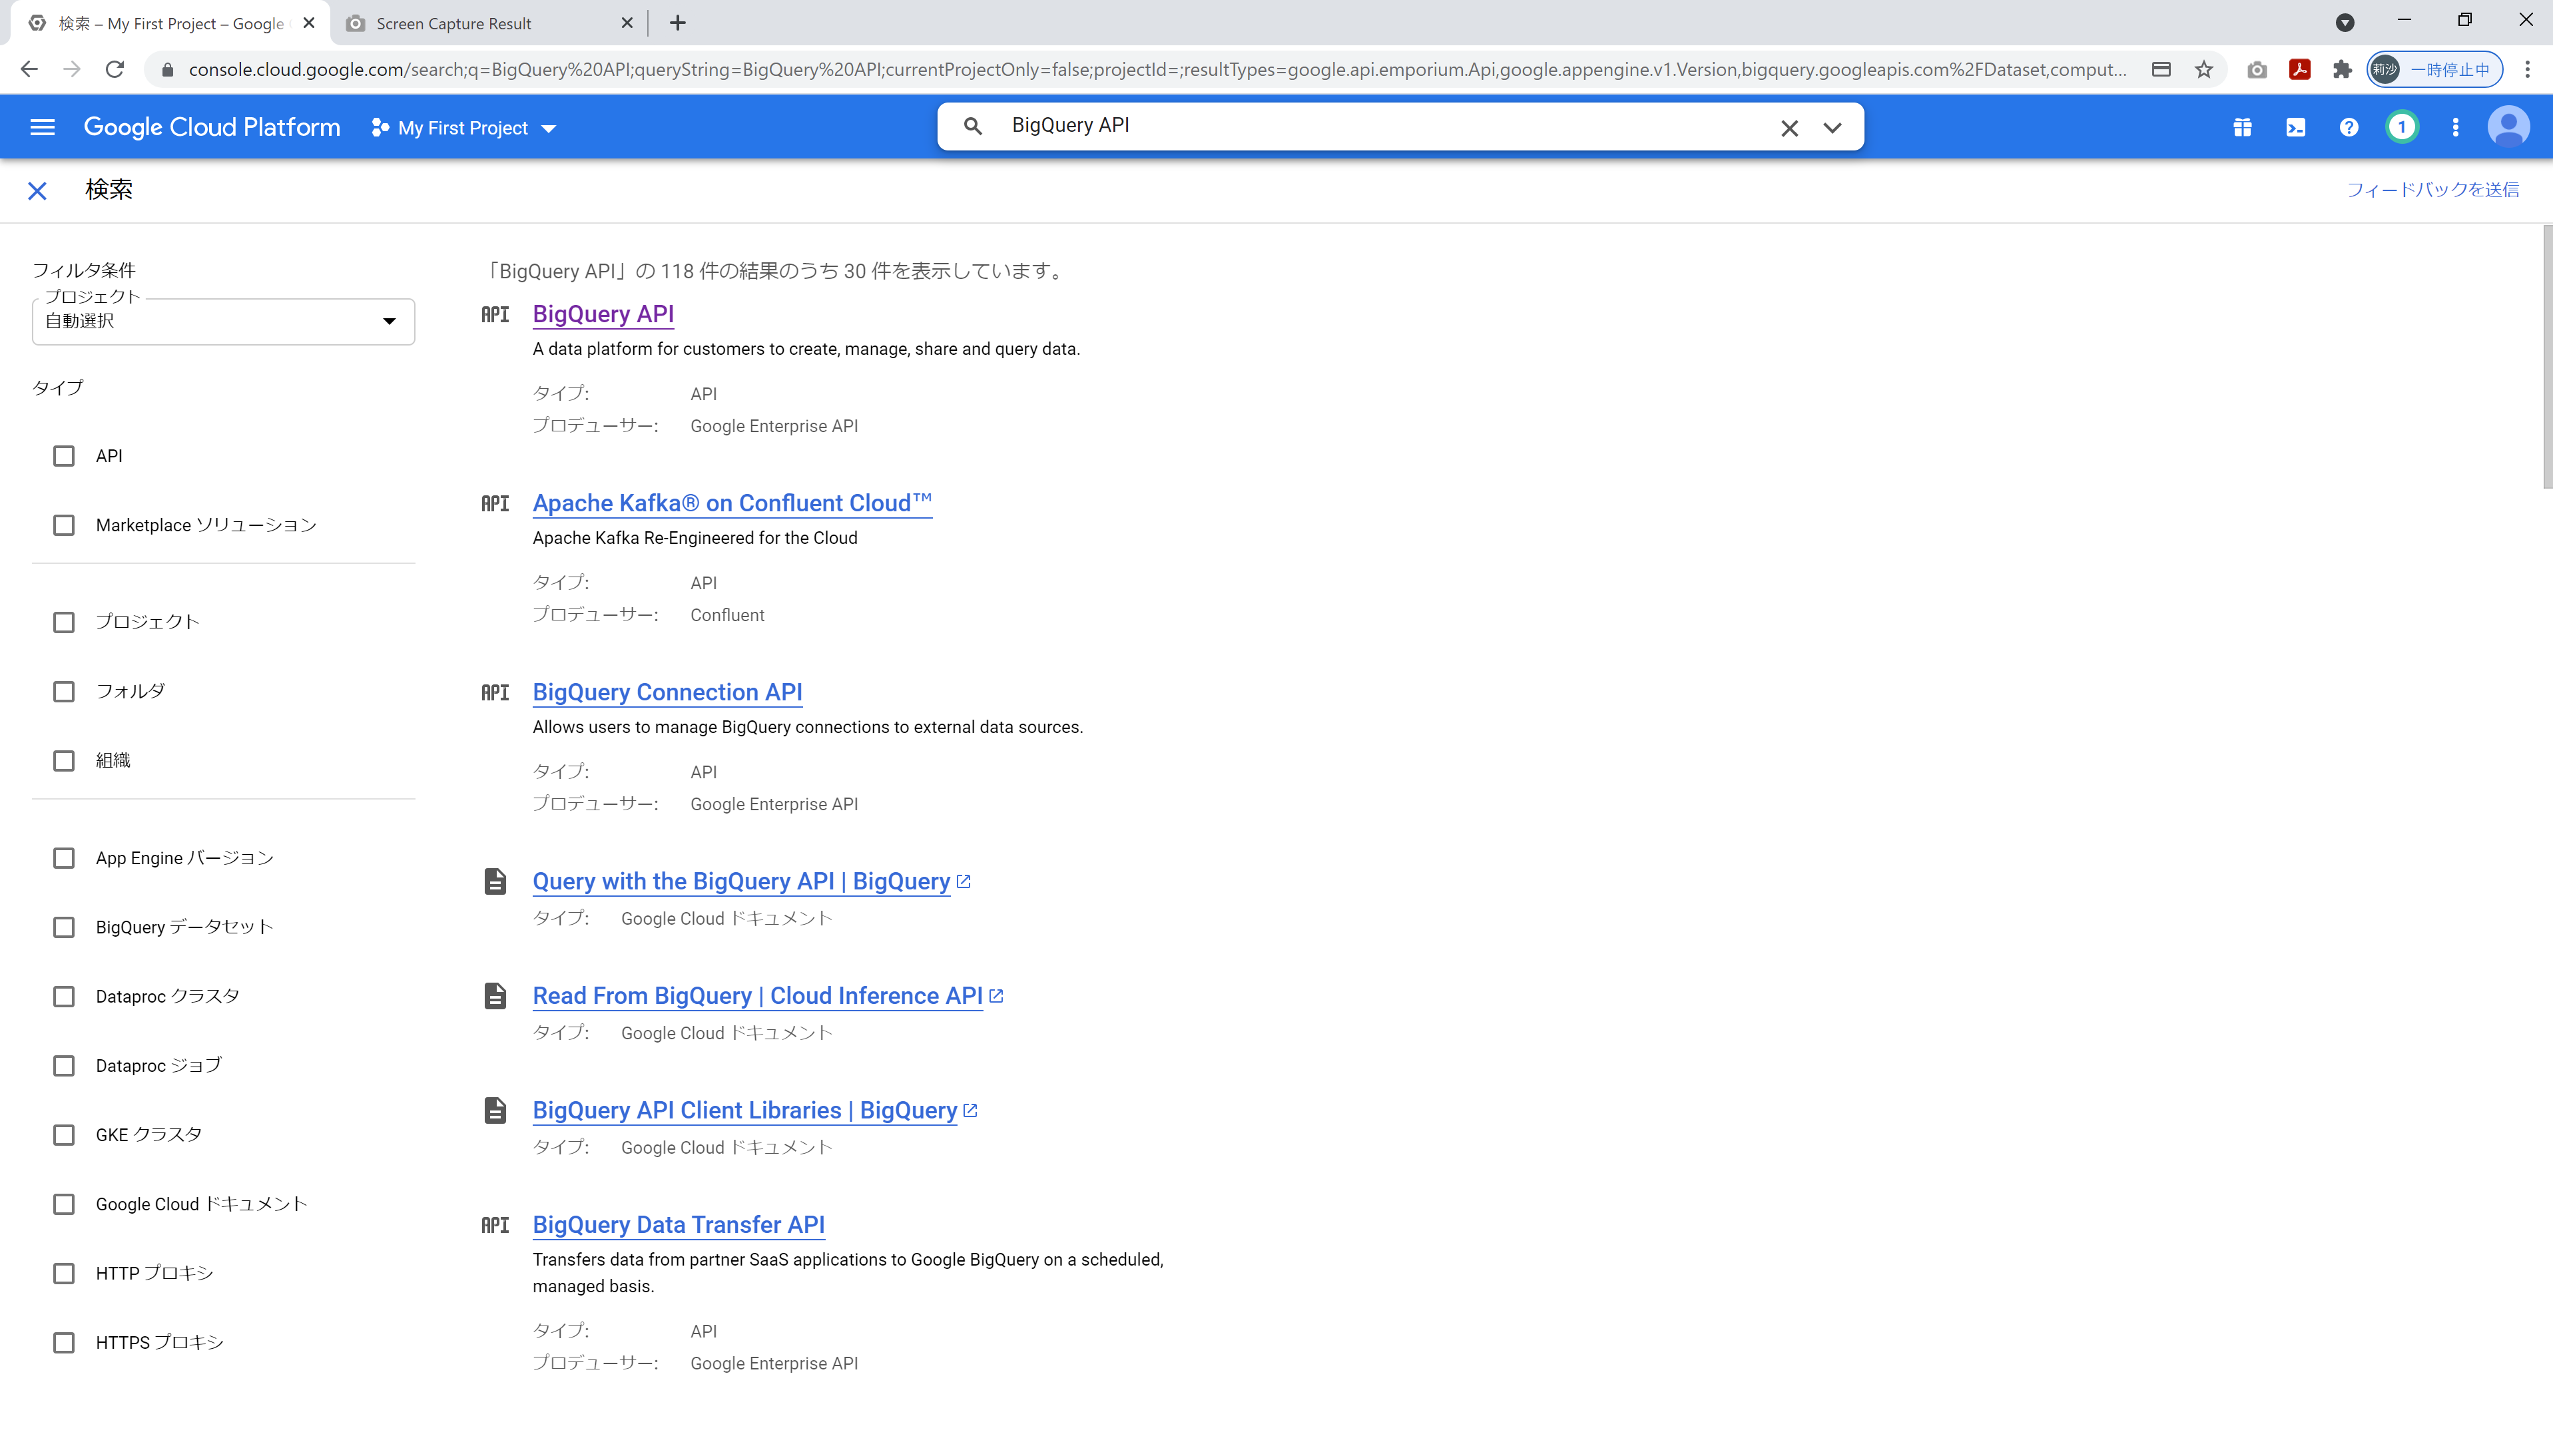 検索 – My First Project – Google
Screen Capture Result
console.cloud.google.com/search;q=BigQuery%20API;queryString=BigQuery%20API;currentProjectOnly=false;projectId=;resultTypes=google.api.emporium.Api,google.appengine.v1.Version,bigquery.googleapis.com%2FDataset,comput...
莉沙 一時停止中
Google Cloud Platform
My First Project
BigQuery API
1
検索
フィードバックを送信
フィルタ条件
プロジェクト
自動選択
タイプ
API
Marketplace ソリューション
プロジェクト
フォルダ
組織
App Engine バージョン
BigQuery データセット
Dataproc クラスタ
Dataproc ジョブ
GKE クラスタ
Google Cloud ドキュメント
HTTP プロキシ
HTTPS プロキシ
「BigQuery API」の 118 件の結果のうち 30 件を表示しています。
API BigQuery API
A data platform for customers to create, manage, share and query data.
タイプ: API
プロデューサー: Google Enterprise API
API Apache Kafka® on Confluent Cloud™
Apache Kafka Re-Engineered for the Cloud
タイプ: API
プロデューサー: Confluent
API BigQuery Connection API
Allows users to manage BigQuery connections to external data sources.
タイプ: API
プロデューサー: Google Enterprise API
Query with the BigQuery API | BigQuery
タイプ: Google Cloud ドキュメント
Read From BigQuery | Cloud Inference API
タイプ: Google Cloud ドキュメント
BigQuery API Client Libraries | BigQuery
タイプ: Google Cloud ドキュメント
API BigQuery Data Transfer API
Transfers data from partner SaaS applications to Google BigQuery on a scheduled,
managed basis.
タイプ: API
プロデューサー: Google Enterprise API